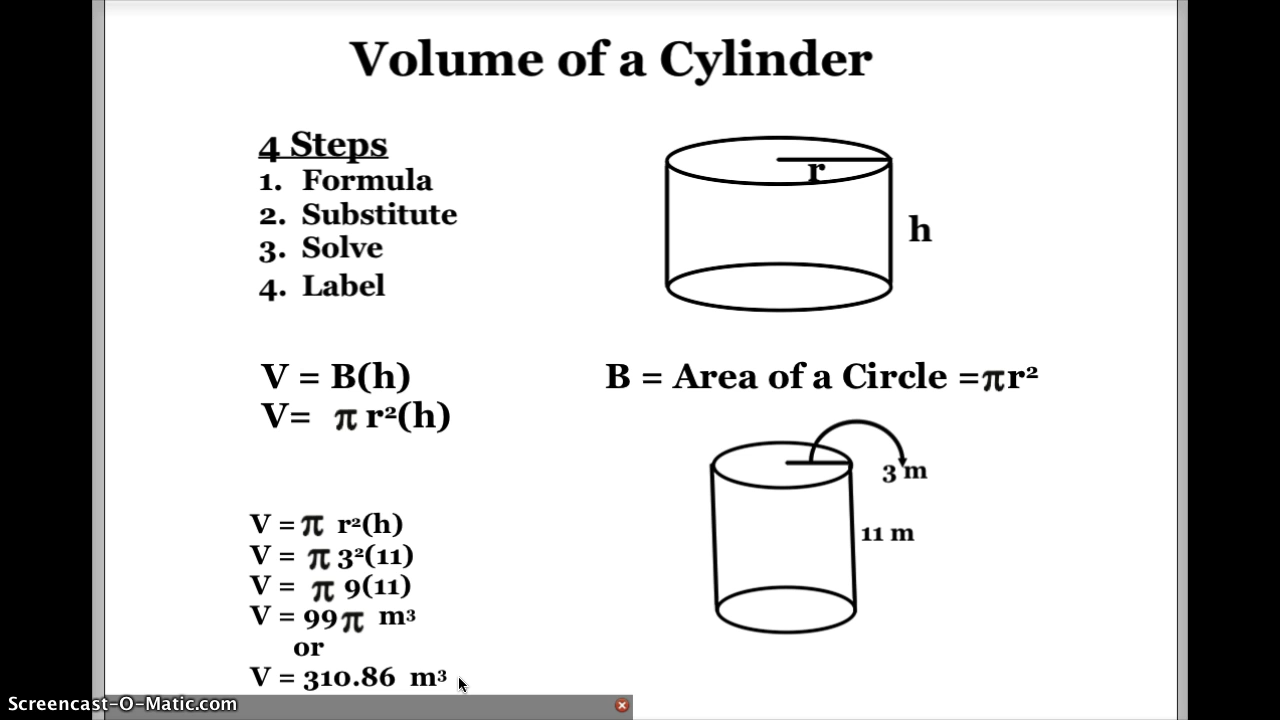 Volume of a Cylinder
4 Steps
1. Formula
2. Substitute
3. Solve
4. Label
r
h
V = B(h)
V= π r²(h)
B = Area of a Circle =πr²
3 m
11 m
V = π r²(h)
V = π 3²(11)
V = π 9(11)
V = 99π m³
or
V = 310.86 m³
Screencast-O-Matic.com